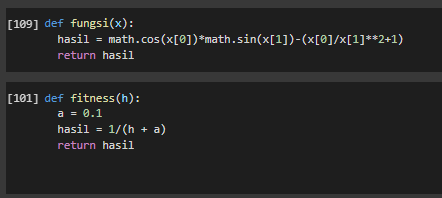 [109] def fungsi(x):
hasil = math.cos(x[0])*math.sin(x[1])-(x[0]/x[1]**2+1)
return hasil
[101] def fitness(h):
a = 0.1
hasil = 1/(h + a)
return hasil